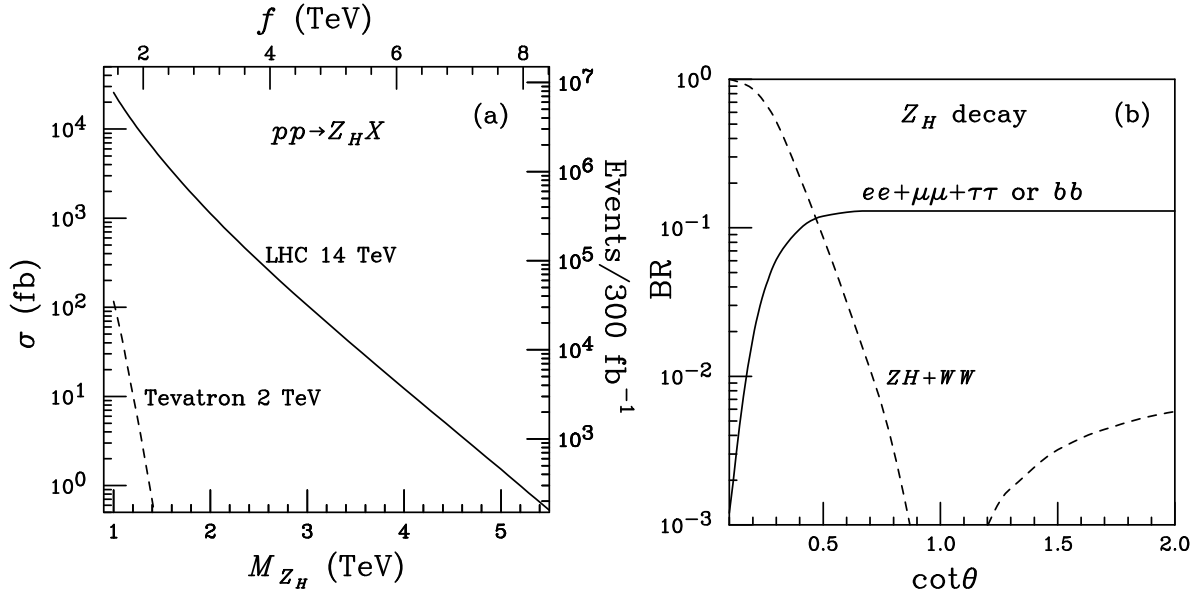 f (TeV)
2 4 6 8
(a)
pp→Z_H X
LHC 14 TeV
Tevatron 2 TeV
σ (fb)
10^4
10^3
10^2
10^1
10^0
1 2 3 4 5
M_{Z_H} (TeV)
10^7
10^6
10^5
10^4
10^3
Events/300 fb^{-1}
(b)
Z_H decay
ee+μμ+ττ or bb
ZH+WW
BR
10^0
10^{-1}
10^{-2}
10^{-3}
0.5 1.0 1.5 2.0
cotθ